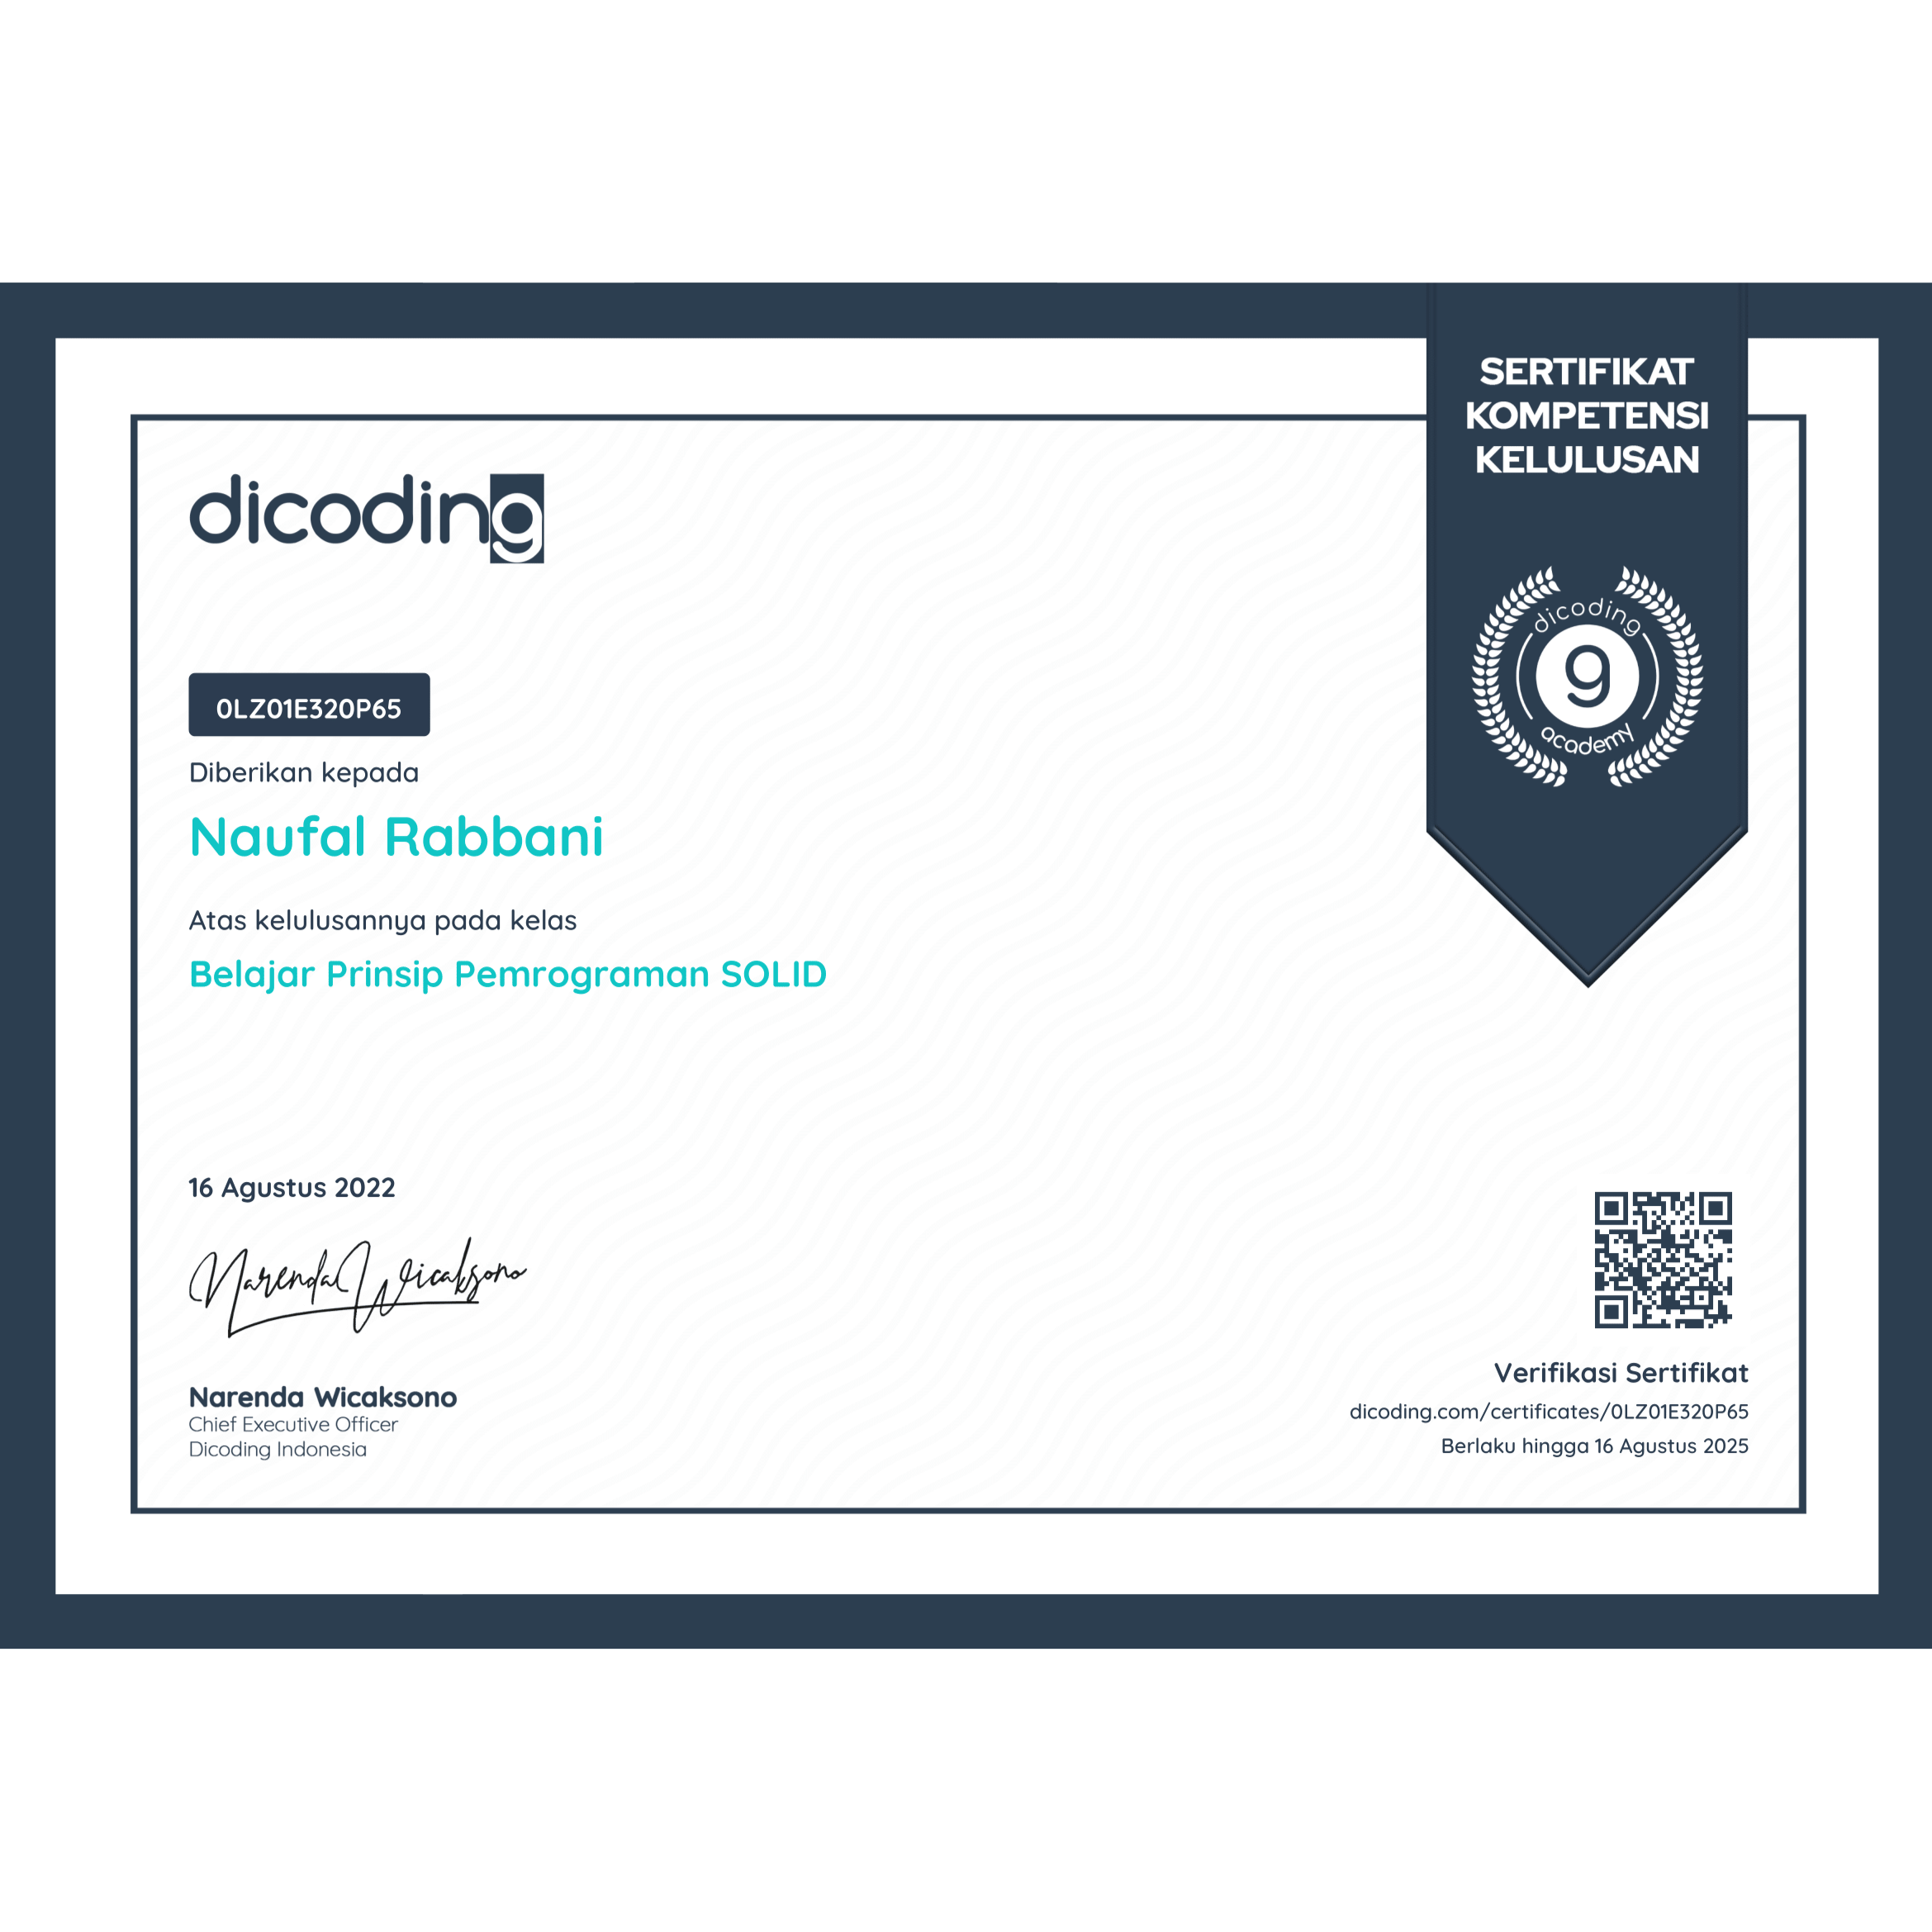 SERTIFIKAT
KOMPETENSI
KELULUSAN
dicoding
dicoding
g
academy
0LZ01E320P65
Diberikan kepada
Naufal Rabbani
Atas kelulusannya pada kelas
Belajar Prinsip Pemrograman SOLID
16 Agustus 2022
Narenda Wicaksono
Narenda Wicaksono
Chief Executive Officer
Dicoding Indonesia
Verifikasi Sertifikat
dicoding.com/certificates/0LZ01E320P65
Berlaku hingga 16 Agustus 2025